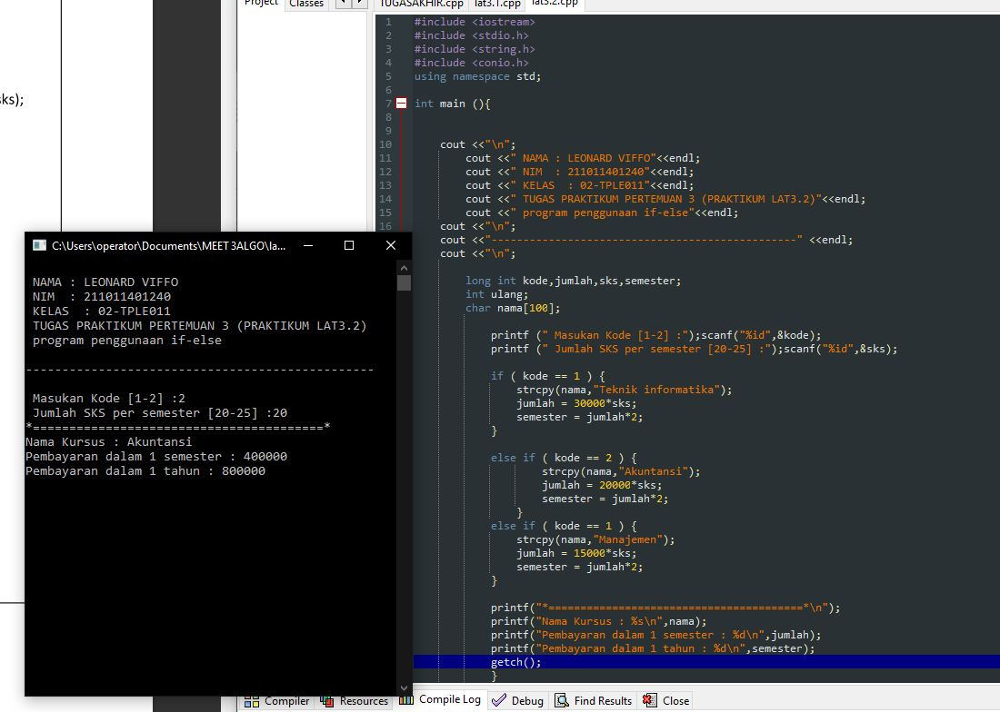 Project Classes TUGASAKHIR.cpp lat3.1.cpp lat3.2.cpp
sks);
1 #include <iostream>
2 #include <stdio.h>
3 #include <string.h>
4 #include <conio.h>
5 using namespace std;
6
7 int main (){
8
9
10 cout <<"\n";
11 cout <<" NAMA : LEONARD VIFFO"<<endl;
12 cout <<" NIM  : 211011401240"<<endl;
13 cout <<" KELAS  : 02-TPLE011"<<endl;
14 cout <<" TUGAS PRAKTIKUM PERTEMUAN 3 (PRAKTIKUM LAT3.2)"<<endl;
15 cout <<" program penggunaan if-else"<<endl;
16 cout <<"\n";
cout <<"------------------------------------------------" <<endl;
cout <<"\n";
long int kode,jumlah,sks,semester;
int ulang;
char nama[100];
printf (" Masukan Kode [1-2] :");scanf("%id",&kode);
printf (" Jumlah SKS per semester [20-25] :");scanf("%id",&sks);
if ( kode == 1 ) {
strcpy(nama,"Teknik informatika");
jumlah = 30000*sks;
semester = jumlah*2;
}
else if ( kode == 2 ) {
strcpy(nama,"Akuntansi");
jumlah = 20000*sks;
semester = jumlah*2;
}
else if ( kode == 1 ) {
strcpy(nama,"Manajemen");
jumlah = 15000*sks;
semester = jumlah*2;
}
printf("*========================================*\n");
printf("Nama Kursus : %s\n",nama);
printf("Pembayaran dalam 1 semester : %d\n",jumlah);
printf("Pembayaran dalam 1 tahun : %d\n",semester);
getch();
}
C:\Users\operator\Documents\MEET 3ALGO\la...
NAMA : LEONARD VIFFO
NIM  : 211011401240
KELAS  : 02-TPLE011
TUGAS PRAKTIKUM PERTEMUAN 3 (PRAKTIKUM LAT3.2)
program penggunaan if-else
------------------------------------------------
Masukan Kode [1-2] :2
Jumlah SKS per semester [20-25] :20
*========================================*
Nama Kursus : Akuntansi
Pembayaran dalam 1 semester : 400000
Pembayaran dalam 1 tahun : 800000
Compiler Resources Compile Log Debug Find Results Close